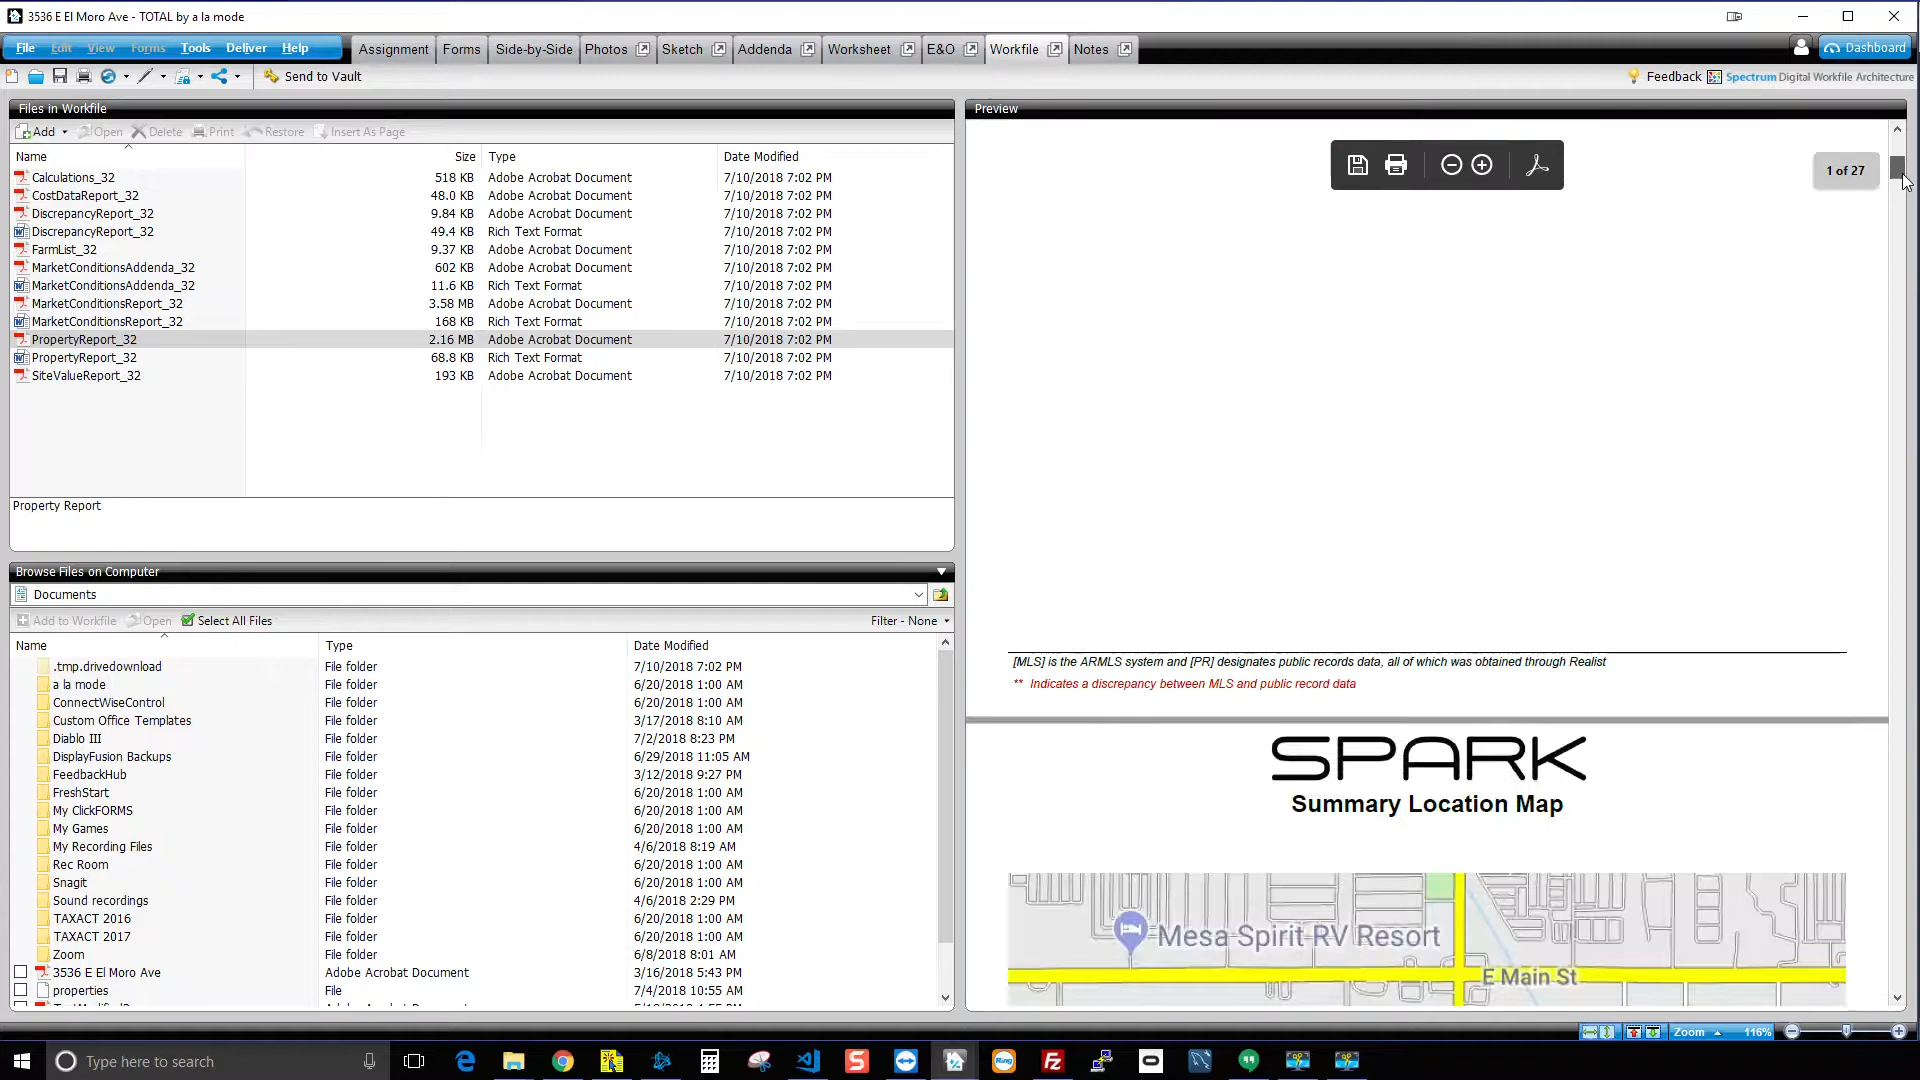 3536 E El Moro Ave - TOTAL by a la mode
File Edit View Forms Tools Deliver Help
Assignment Forms Side-by-Side Photos Sketch Addenda Worksheet E&O Workfile Notes
Dashboard
Send to Vault
Feedback Spectrum Digital Workfile Architecture
Files in Workfile
Add Open Delete Print Restore Insert As Page
Name Size Type Date Modified
Calculations_32 518 KB Adobe Acrobat Document 7/10/2018 7:02 PM
CostDataReport_32 48.0 KB Adobe Acrobat Document 7/10/2018 7:02 PM
DiscrepancyReport_32 9.84 KB Adobe Acrobat Document 7/10/2018 7:02 PM
DiscrepancyReport_32 49.4 KB Rich Text Format 7/10/2018 7:02 PM
FarmList_32 9.37 KB Adobe Acrobat Document 7/10/2018 7:02 PM
MarketConditionsAddenda_32 602 KB Adobe Acrobat Document 7/10/2018 7:02 PM
MarketConditionsAddenda_32 11.6 KB Rich Text Format 7/10/2018 7:02 PM
MarketConditionsReport_32 3.58 MB Adobe Acrobat Document 7/10/2018 7:02 PM
MarketConditionsReport_32 168 KB Rich Text Format 7/10/2018 7:02 PM
PropertyReport_32 2.16 MB Adobe Acrobat Document 7/10/2018 7:02 PM
PropertyReport_32 68.8 KB Rich Text Format 7/10/2018 7:02 PM
SiteValueReport_32 193 KB Adobe Acrobat Document 7/10/2018 7:02 PM
Property Report
Browse Files on Computer
Documents
Add to Workfile Open Select All Files Filter - None
Name Type Date Modified
.tmp.drivedownload File folder 7/10/2018 7:02 PM
a la mode File folder 6/20/2018 1:00 AM
ConnectWiseControl File folder 6/20/2018 1:00 AM
Custom Office Templates File folder 3/17/2018 8:10 AM
Diablo III File folder 7/2/2018 8:23 PM
DisplayFusion Backups File folder 6/29/2018 11:05 AM
FeedbackHub File folder 3/12/2018 9:27 PM
FreshStart File folder 6/20/2018 1:00 AM
My ClickFORMS File folder 6/20/2018 1:00 AM
My Games File folder 6/20/2018 1:00 AM
My Recording Files File folder 4/6/2018 8:19 AM
Rec Room File folder 6/20/2018 1:00 AM
Snagit File folder 6/20/2018 1:00 AM
Sound recordings File folder 4/6/2018 2:29 PM
TAXACT 2016 File folder 6/20/2018 1:00 AM
TAXACT 2017 File folder 6/20/2018 1:00 AM
Zoom File folder 6/8/2018 8:01 AM
3536 E El Moro Ave Adobe Acrobat Document 3/16/2018 5:43 PM
properties File 7/4/2018 10:55 AM
Preview
1 of 27
[MLS] is the ARMLS system and [PR] designates public records data, all of which was obtained through Realist
** Indicates a discrepancy between MLS and public record data
SPARK
Summary Location Map
Mesa Spirit RV Resort
E Main St
Zoom 116%
Type here to search
Ring